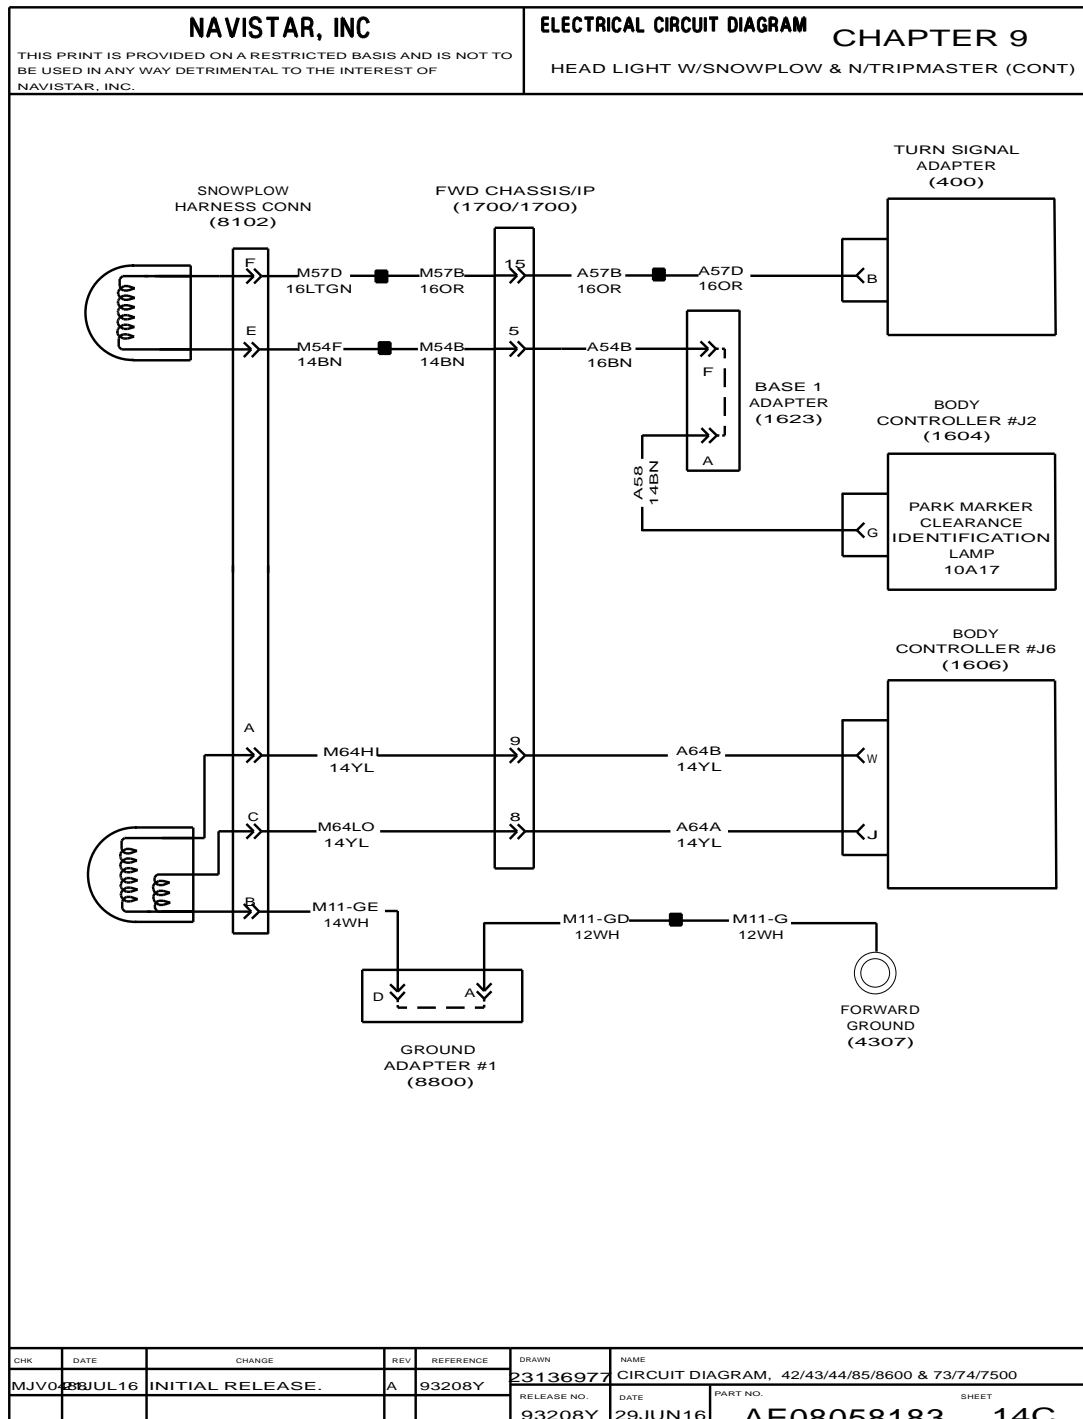 NAVISTAR, INC
THIS PRINT IS PROVIDED ON A RESTRICTED BASIS AND IS NOT TO
BE USED IN ANY WAY DETRIMENTAL TO THE INTEREST OF
NAVISTAR, INC.
ELECTRICAL CIRCUIT DIAGRAM
CHAPTER 9
HEAD LIGHT W/SNOWPLOW & N/TRIPMASTER (CONT)
TURN SIGNAL
ADAPTER
(400)
SNOWPLOW
HARNESS CONN
(8102)
FWD CHASSIS/IP
(1700/1700)
F
M57D
16LTGN
M57B
16OR
15
A57B
16OR
A57D
16OR
B
E
M54F
14BN
M54B
14BN
5
A54B
16BN
F
BASE 1
ADAPTER
(1623)
A
A58
14BN
BODY
CONTROLLER #J2
(1604)
G
PARK MARKER
CLEARANCE
IDENTIFICATION
LAMP
10A17
BODY
CONTROLLER #J6
(1606)
A
M64HI
14YL
9
A64B
14YL
W
C
M64LO
14YL
8
A64A
14YL
J
B
M11-GE
14WH
M11-GD
12WH
M11-G
12WH
D
A
GROUND
ADAPTER #1
(8800)
FORWARD
GROUND
(4307)
CHK
DATE
CHANGE
REV
REFERENCE
DRAWN
NAME
INITIAL RELEASE.
A
93208Y
23136977
CIRCUIT DIAGRAM, 42/43/44/85/8600 & 73/74/7500
RELEASE NO.
DATE
PART NO.
SHEET
93208Y
29JUN16
AE08058183
14C